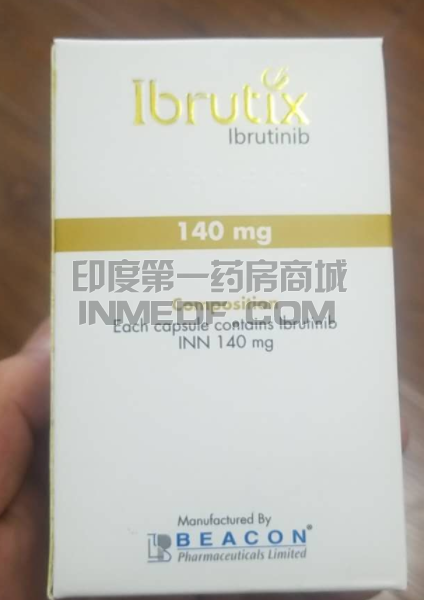 Ibrutix
Ibrutinib
140 mg
印度第一药房商城
Composition
INMEDF.COM
Each capsule contains Ibrutinib
INN 140 mg
Manufactured By
BEACON®
Pharmaceuticals Limited